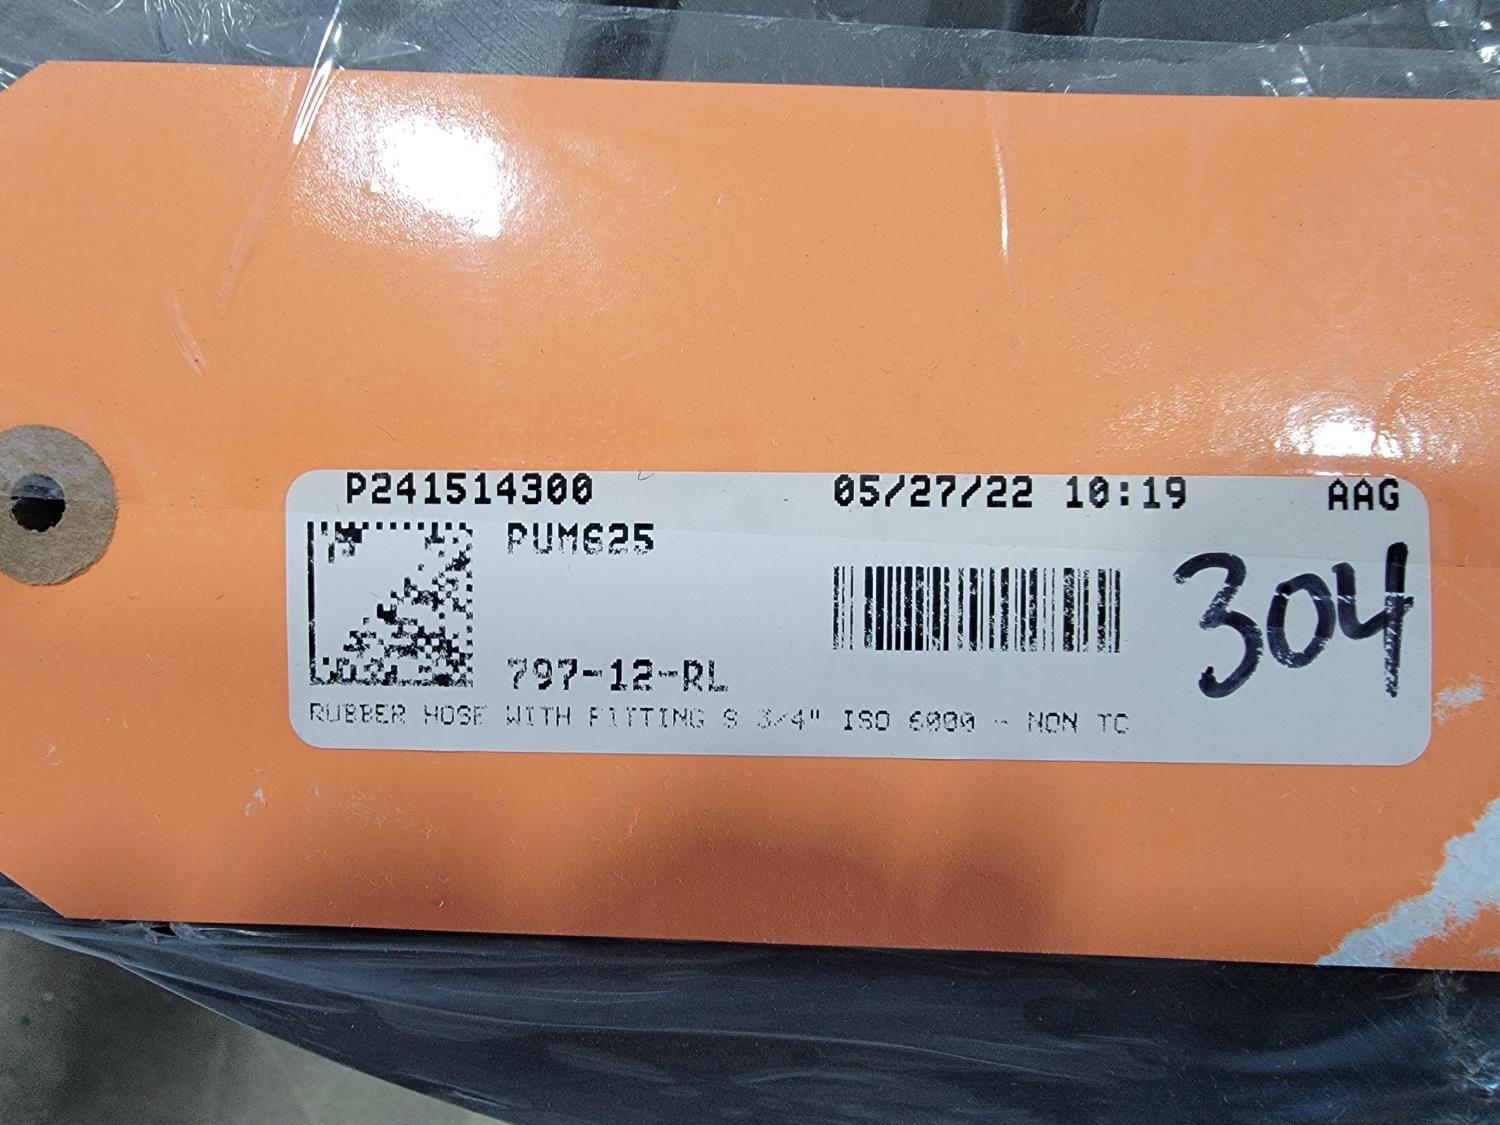 P241514300 05/27/22 10:19 AAG
PUM625
304
797-12-RL
RUBBER HOSE WITH FITTING S 3/4" ISO 6000 - NON TC